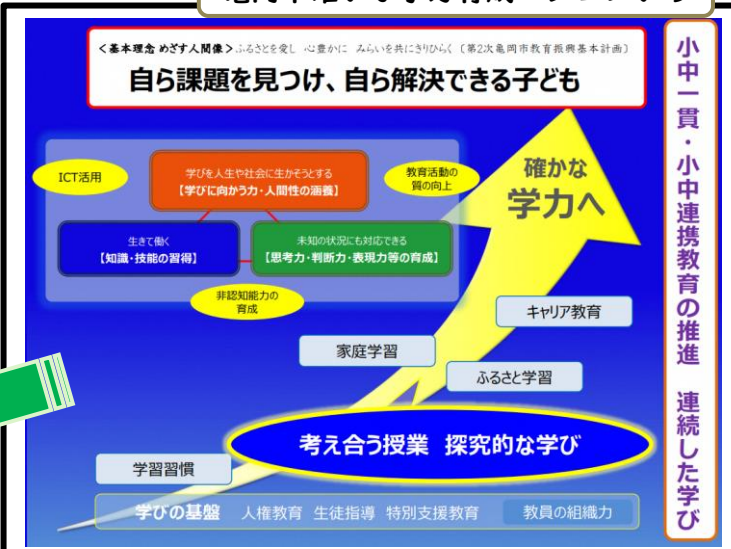 <基本理念 めざす人間像>ふるさとを愛し 心豊かに みらいを共にきりひらく〔第2次亀岡市教育振興基本計画〕
自ら課題を見つけ、自ら解決できる子ども
小中一貫・小中連携教育の推進 連続した学び
ICT活用
学びを人生や社会に生かそうとする
【学びに向かう力・人間性の涵養】
教育活動の
質の向上
確かな
学力へ
生きて働く
【知識・技能の習得】
未知の状況にも対応できる
【思考力・判断力・表現力等の育成】
非認知能力の
育成
キャリア教育
家庭学習
ふるさと学習
考え合う授業 探究的な学び
学習習慣
学びの基盤 人権教育 生徒指導 特別支援教育 教員の組織力